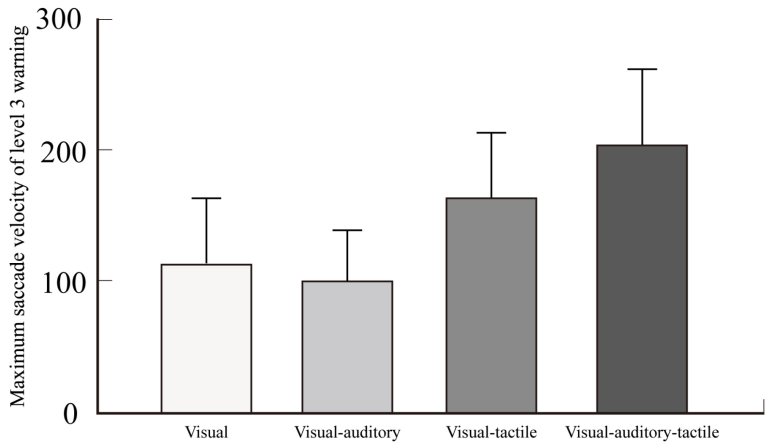 Maximum saccade velocity of level 3 warning
300
200
100
0
Visual
Visual-auditory
Visual-tactile
Visual-auditory-tactile